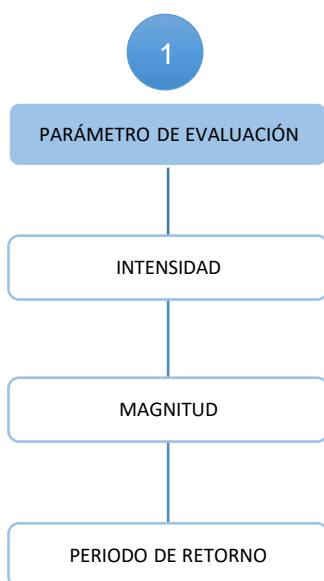 1
PARÁMETRO DE EVALUACIÓN
INTENSIDAD
MAGNITUD
PERIODO DE RETORNO